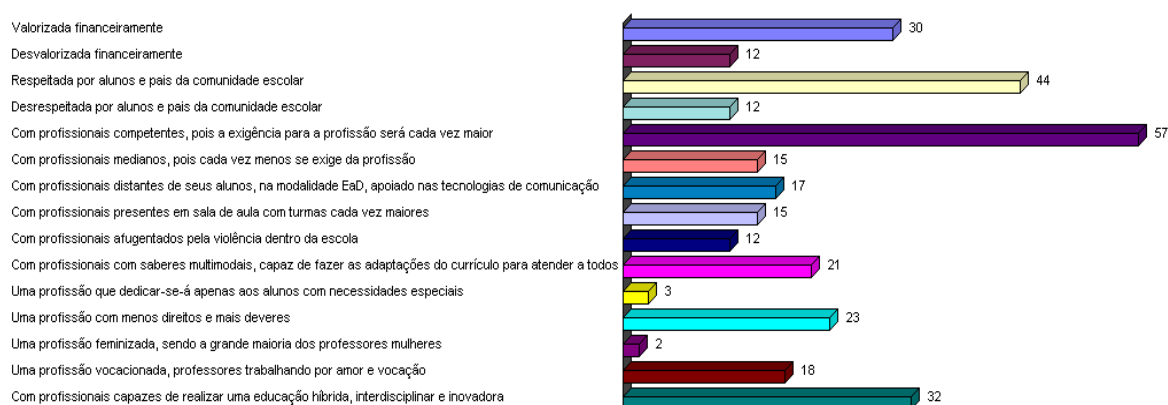 Valorizada financeiramente 30
Desvalorizada financeiramente 12
Respeitada por alunos e pais da comunidade escolar 44
Desrespeitada por alunos e pais da comunidade escolar 12
Com profissionais competentes, pois a exigência para a profissão será cada vez maior 57
Com profissionais medianos, pois cada vez menos se exige da profissão 15
Com profissionais distantes de seus alunos, na modalidade EaD, apoiado nas tecnologias de comunicação 17
Com profissionais presentes em sala de aula com turmas cada vez maiores 15
Com profissionais afugentados pela violência dentro da escola 12
Com profissionais com saberes multimodais, capaz de fazer as adaptações do currículo para atender a todos 21
Uma profissão que dedicar-se-á apenas aos alunos com necessidades especiais 3
Uma profissão com menos direitos e mais deveres 23
Uma profissão feminizada, sendo a grande maioria dos professores mulheres 2
Uma profissão vocacionada, professores trabalhando por amor e vocação 18
Com profissionais capazes de realizar uma educação híbrida, interdisciplinar e inovadora 32